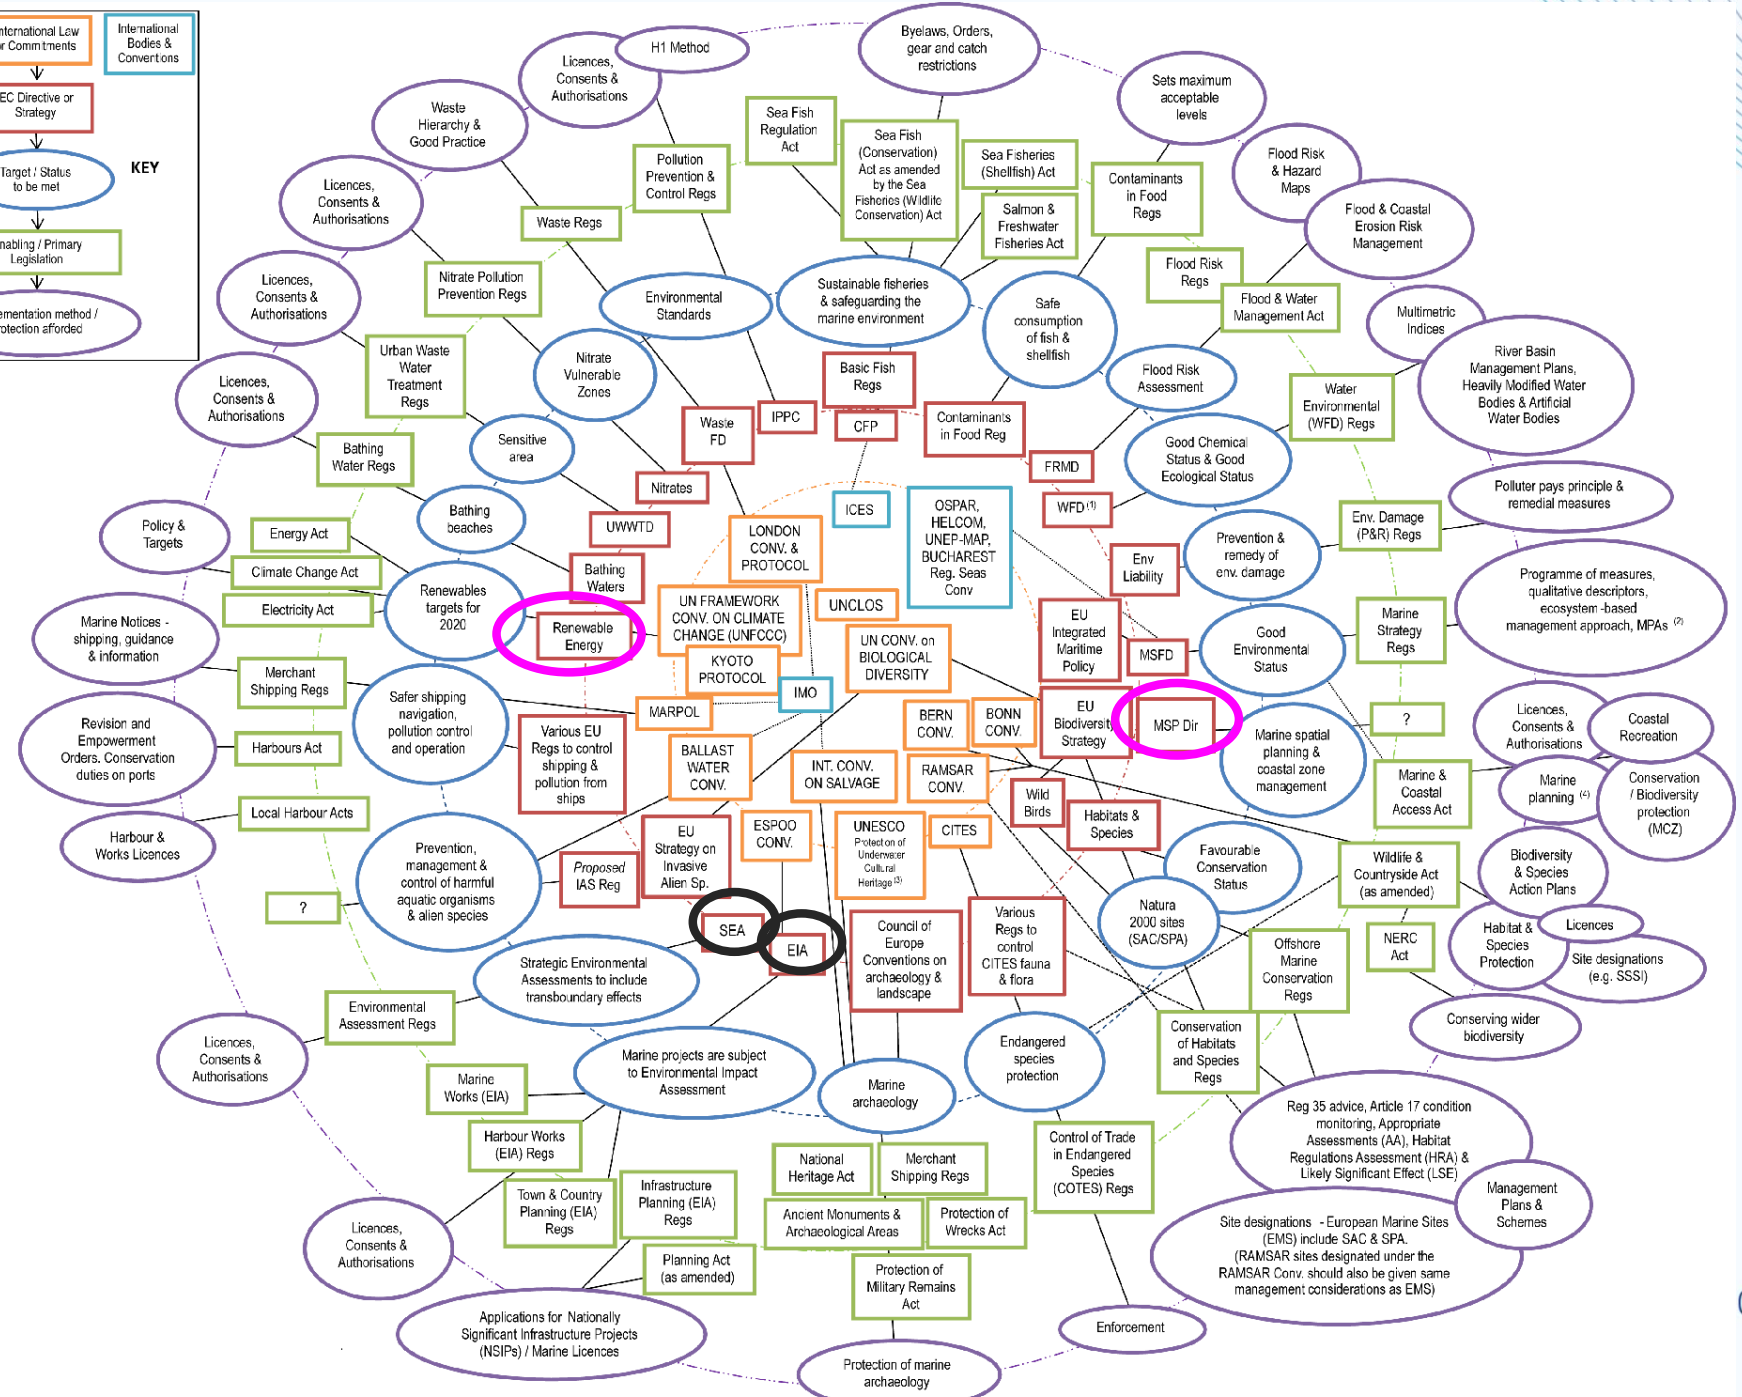 nternational Law
r Commitments
International
Bodies &
Conventions
EC Directive or
Strategy
Target / Status
to be met
KEY
nabling / Primary
Legislation
ementation method /
otection afforded
H1 Method
Licences,
Consents &
Authorisations
Byelaws, Orders,
gear and catch
restrictions
Sets maximum
acceptable
levels
Waste
Hierarchy &
Good Practice
Sea Fish
Regulation
Act
Sea Fish
(Conservation)
Act as amended
by the Sea
Fisheries (Wildlife
Conservation) Act
Sea Fisheries
(Shellfish) Act
Contaminants
in Food
Regs
Flood Risk
& Hazard
Maps
Pollution
Prevention &
Control Regs
Licences,
Consents &
Authorisations
Waste Regs
Salmon &
Freshwater
Fisheries Act
Flood & Coastal
Erosion Risk
Management
Flood Risk
Regs
Licences,
Consents &
Authorisations
Nitrate Pollution
Prevention Regs
Environmental
Standards
Sustainable fisheries
& safeguarding the
marine environment
Safe
consumption
of fish &
shellfish
Flood & Water
Management Act
Multimetric
Indices
Urban Waste
Water
Treatment
Regs
Nitrate
Vulnerable
Zones
Basic Fish
Regs
Flood Risk
Assessment
River Basin
Management Plans,
Heavily Modified Water
Bodies & Artificial
Water Bodies
Licences,
Consents &
Authorisations
Waste
FD
IPPC
CFP
Contaminants
in Food Reg
Water
Environmental
(WFD) Regs
Bathing
Water Regs
Sensitive
area
Nitrates
FRMD
Good Chemical
Status & Good
Ecological Status
Polluter pays principle &
remedial measures
Policy &
Targets
Energy Act
Bathing
beaches
UWWTD
ICES
OSPAR,
HELCOM,
UNEP-MAP,
BUCHAREST
Reg. Seas
Conv
WFD (1)
Env. Damage
(P&R) Regs
LONDON
CONV. &
PROTOCOL
Prevention &
remedy of
env. damage
Climate Change Act
Renewables
targets for
2020
Bathing
Waters
Env
Liability
Programme of measures,
qualitative descriptors,
ecosystem -based
management approach, MPAs (2)
Electricity Act
Renewable
Energy
UN FRAMEWORK
CONV. ON CLIMATE
CHANGE (UNFCCC)
UNCLOS
EU
Integrated
Maritime
Policy
MSFD
Good
Environmental
Status
Marine
Strategy
Regs
Marine Notices -
shipping, guidance
& information
KYOTO
PROTOCOL
UN CONV. on
BIOLOGICAL
DIVERSITY
Merchant
Shipping Regs
Safer shipping
navigation,
pollution control
and operation
MARPOL
IMO
BERN
CONV.
BONN
CONV.
EU
Biodiversity
Strategy
MSP Dir
?
Licences,
Consents &
Authorisations
Coastal
Recreation
Revision and
Empowerment
Orders. Conservation
duties on ports
Harbours Act
Various EU
Regs to control
shipping &
pollution from
ships
BALLAST
WATER
CONV.
INT. CONV.
ON SALVAGE
RAMSAR
CONV.
Marine spatial
planning &
coastal zone
management
Marine &
Coastal
Access Act
Marine
planning (4)
Conservation
/ Biodiversity
protection
(MCZ)
Local Harbour Acts
Wild
Birds
Habitats &
Species
Harbour &
Works Licences
Prevention,
management &
control of harmful
aquatic organisms
& alien species
Proposed
IAS Reg
EU
Strategy on
Invasive
Alien Sp.
ESPOO
CONV.
UNESCO
Protection of
Underwater
Cultural
Heritage (3)
CITES
Favourable
Conservation
Status
Wildlife &
Countryside Act
(as amended)
Biodiversity
& Species
Action Plans
?
SEA
EIA
Council of
Europe
Conventions on
archaeology &
landscape
Various
Regs to
control
CITES fauna
& flora
Natura
2000 sites
(SAC/SPA)
NERC
Act
Habitat &
Species
Protection
Licences
Site designations
(e.g. SSSI)
Strategic Environmental
Assessments to include
transboundary effects
Offshore
Marine
Conservation
Regs
Environmental
Assessment Regs
Conserving wider
biodiversity
Licences,
Consents &
Authorisations
Marine projects are subject
to Environmental Impact
Assessment
Marine
archaeology
Endangered
species
protection
Conservation
of Habitats
and Species
Regs
Marine
Works (EIA)
Reg 35 advice, Article 17 condition
monitoring, Appropriate
Assessments (AA), Habitat
Regulations Assessment (HRA) &
Likely Significant Effect (LSE)
Harbour Works
(EIA) Regs
National
Heritage Act
Merchant
Shipping Regs
Control of Trade
in Endangered
Species
(COTES) Regs
Town & Country
Planning (EIA)
Regs
Infrastructure
Planning (EIA)
Regs
Ancient Monuments &
Archaeological Areas
Protection of
Wrecks Act
Management
Plans &
Schemes
Licences,
Consents &
Authorisations
Planning Act
(as amended)
Protection of
Military Remains
Act
Site designations - European Marine Sites
(EMS) include SAC & SPA.
(RAMSAR sites designated under the
RAMSAR Conv. should also be given same
management considerations as EMS)
Applications for Nationally
Significant Infrastructure Projects
(NSIPs) / Marine Licences
Enforcement
Protection of marine
archaeology